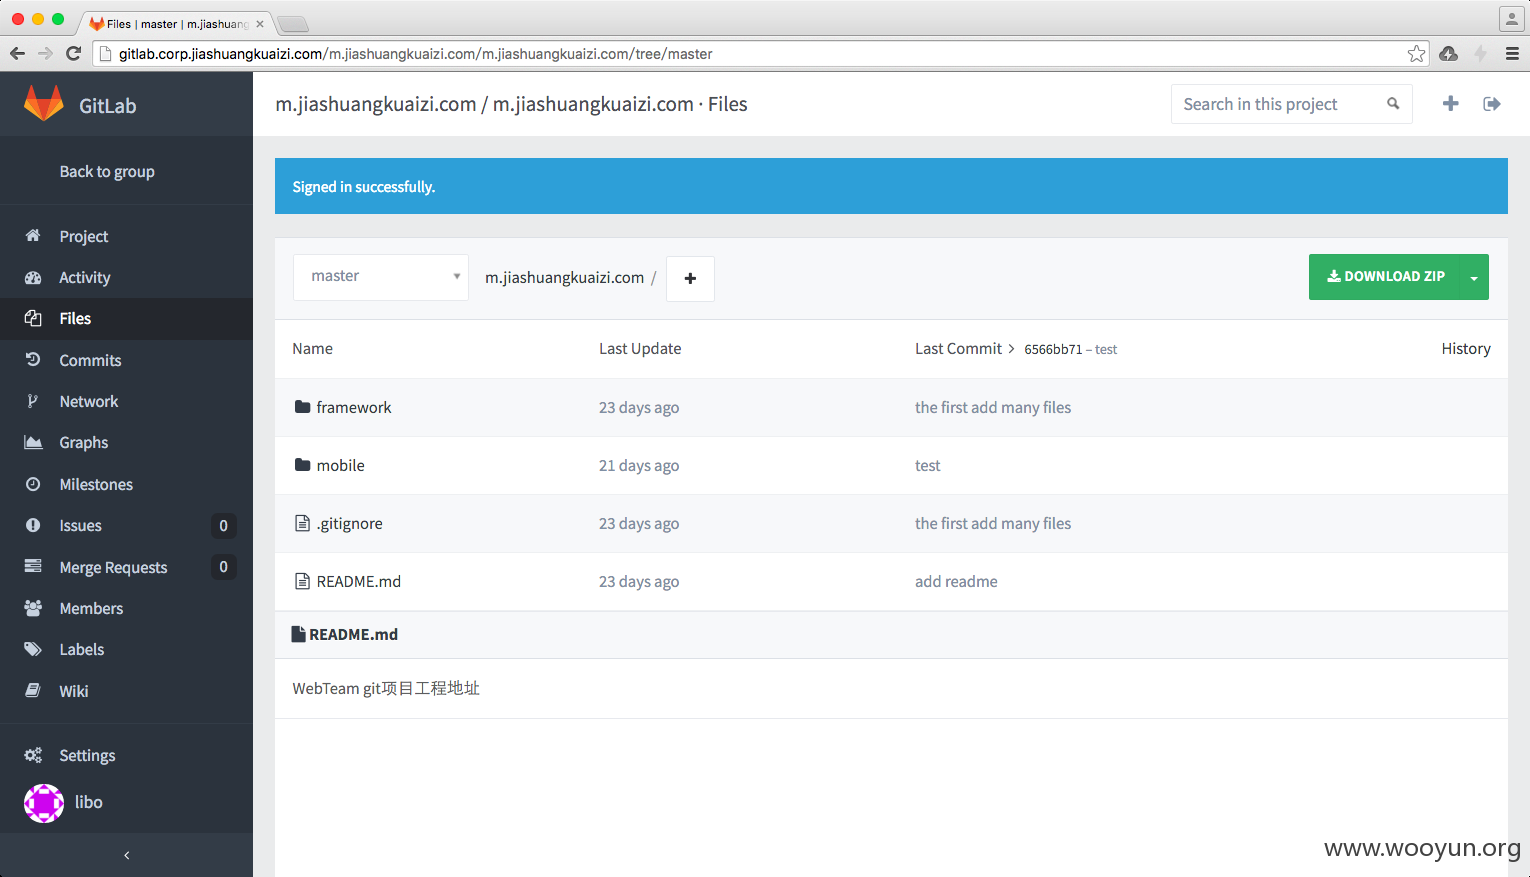 Files | master | m.jiashuang
gitlab.corp.jiashuangkuaizi.com/m.jiashuangkuaizi.com/m.jiashuangkuaizi.com/tree/master
GitLab
m.jiashuangkuaizi.com / m.jiashuangkuaizi.com · Files
Search in this project
Back to group
Signed in successfully.
Project
Activity
Files
Commits
Network
Graphs
Milestones
Issues 0
Merge Requests 0
Members
Labels
Wiki
Settings
libo
master
m.jiashuangkuaizi.com /
DOWNLOAD ZIP
Name Last Update Last Commit > 6566bb71 – test History
framework 23 days ago the first add many files
mobile 21 days ago test
.gitignore 23 days ago the first add many files
README.md 23 days ago add readme
README.md
WebTeam git项目工程地址
www.wooyun.org